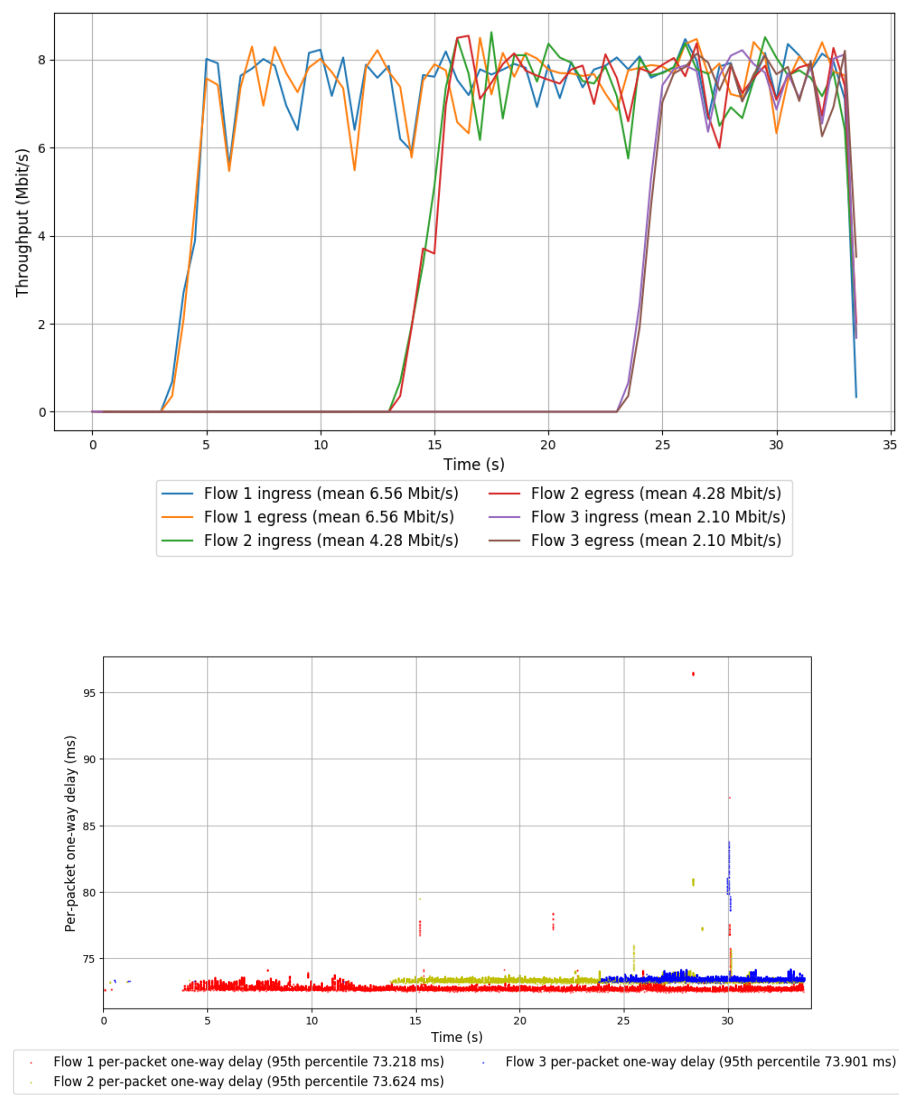 8
6
4
2
0
Throughput (Mbit/s)
0 5 10 15 20 25 30 35
Time (s)
Flow 1 ingress (mean 6.56 Mbit/s)
Flow 1 egress (mean 6.56 Mbit/s)
Flow 2 ingress (mean 4.28 Mbit/s)
Flow 2 egress (mean 4.28 Mbit/s)
Flow 3 ingress (mean 2.10 Mbit/s)
Flow 3 egress (mean 2.10 Mbit/s)
95
90
85
80
75
Per-packet one-way delay (ms)
0 5 10 15 20 25 30
Time (s)
Flow 1 per-packet one-way delay (95th percentile 73.218 ms)
Flow 2 per-packet one-way delay (95th percentile 73.624 ms)
Flow 3 per-packet one-way delay (95th percentile 73.901 ms)